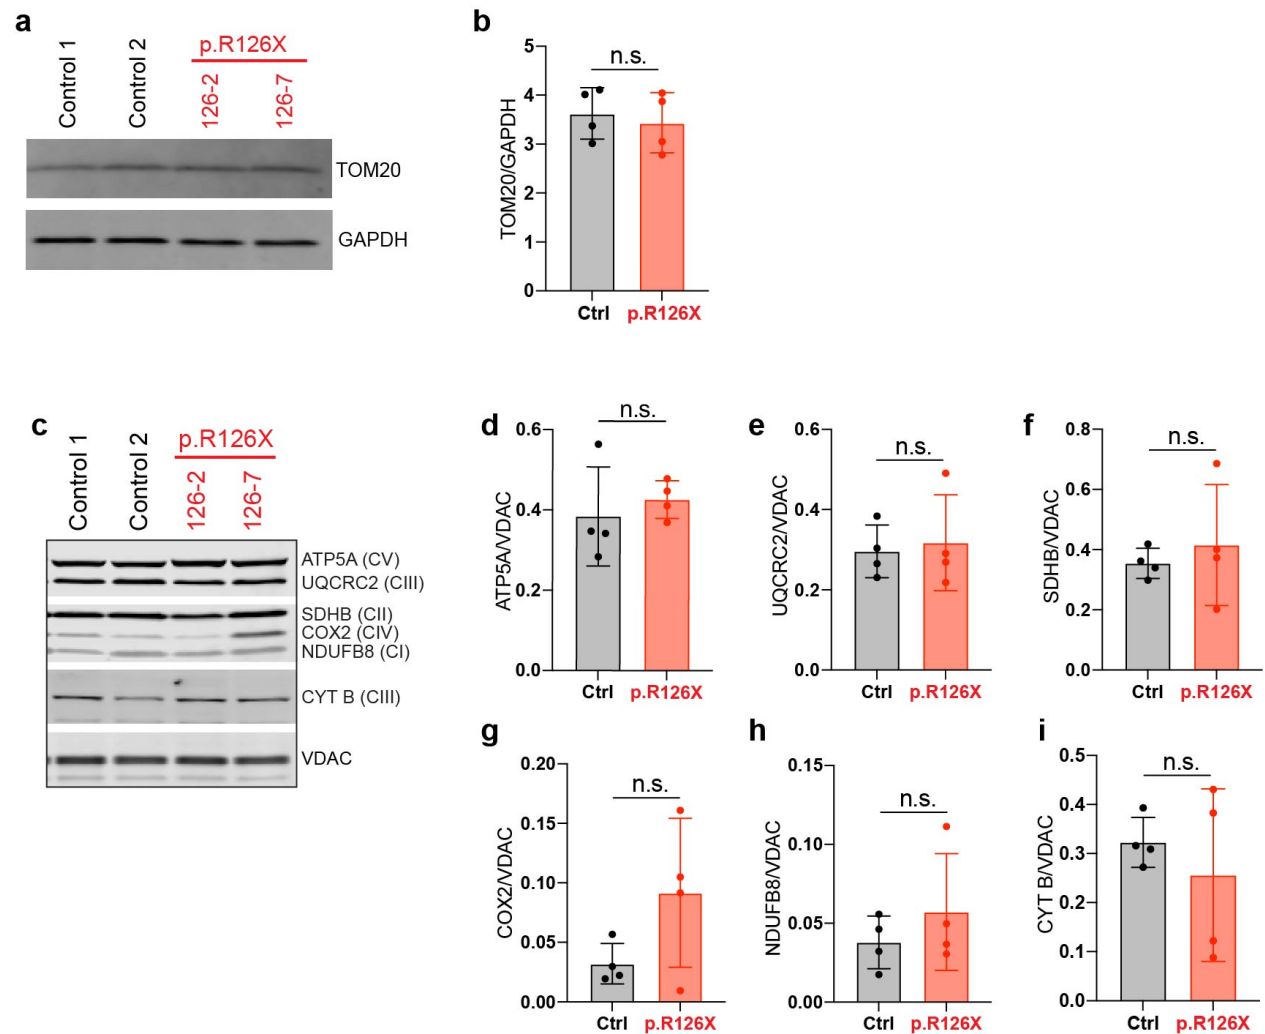 a
Control 1
Control 2
p.R126X
126-2
126-7
TOM20
GAPDH
b
n.s.
TOM20/GAPDH
5
4
3
2
1
0
Ctrl p.R126X
c
Control 1
Control 2
p.R126X
126-2
126-7
ATP5A (CV)
UQCRC2 (CIII)
SDHB (CII)
COX2 (CIV)
NDUFB8 (CI)
CYT B (CIII)
VDAC
d
n.s.
ATP5A/VDAC
0.6
0.4
0.2
0.0
Ctrl p.R126X
e
n.s.
UQCRC2/VDAC
0.6
0.4
0.2
0.0
Ctrl p.R126X
f
n.s.
SDHB/VDAC
0.8
0.6
0.4
0.2
0.0
Ctrl p.R126X
g
n.s.
COX2/VDAC
0.20
0.15
0.10
0.05
0.00
Ctrl p.R126X
h
n.s.
NDUFB8/VDAC
0.15
0.10
0.05
0.00
Ctrl p.R126X
i
n.s.
CYT B/VDAC
0.5
0.4
0.3
0.2
0.1
0.0
Ctrl p.R126X